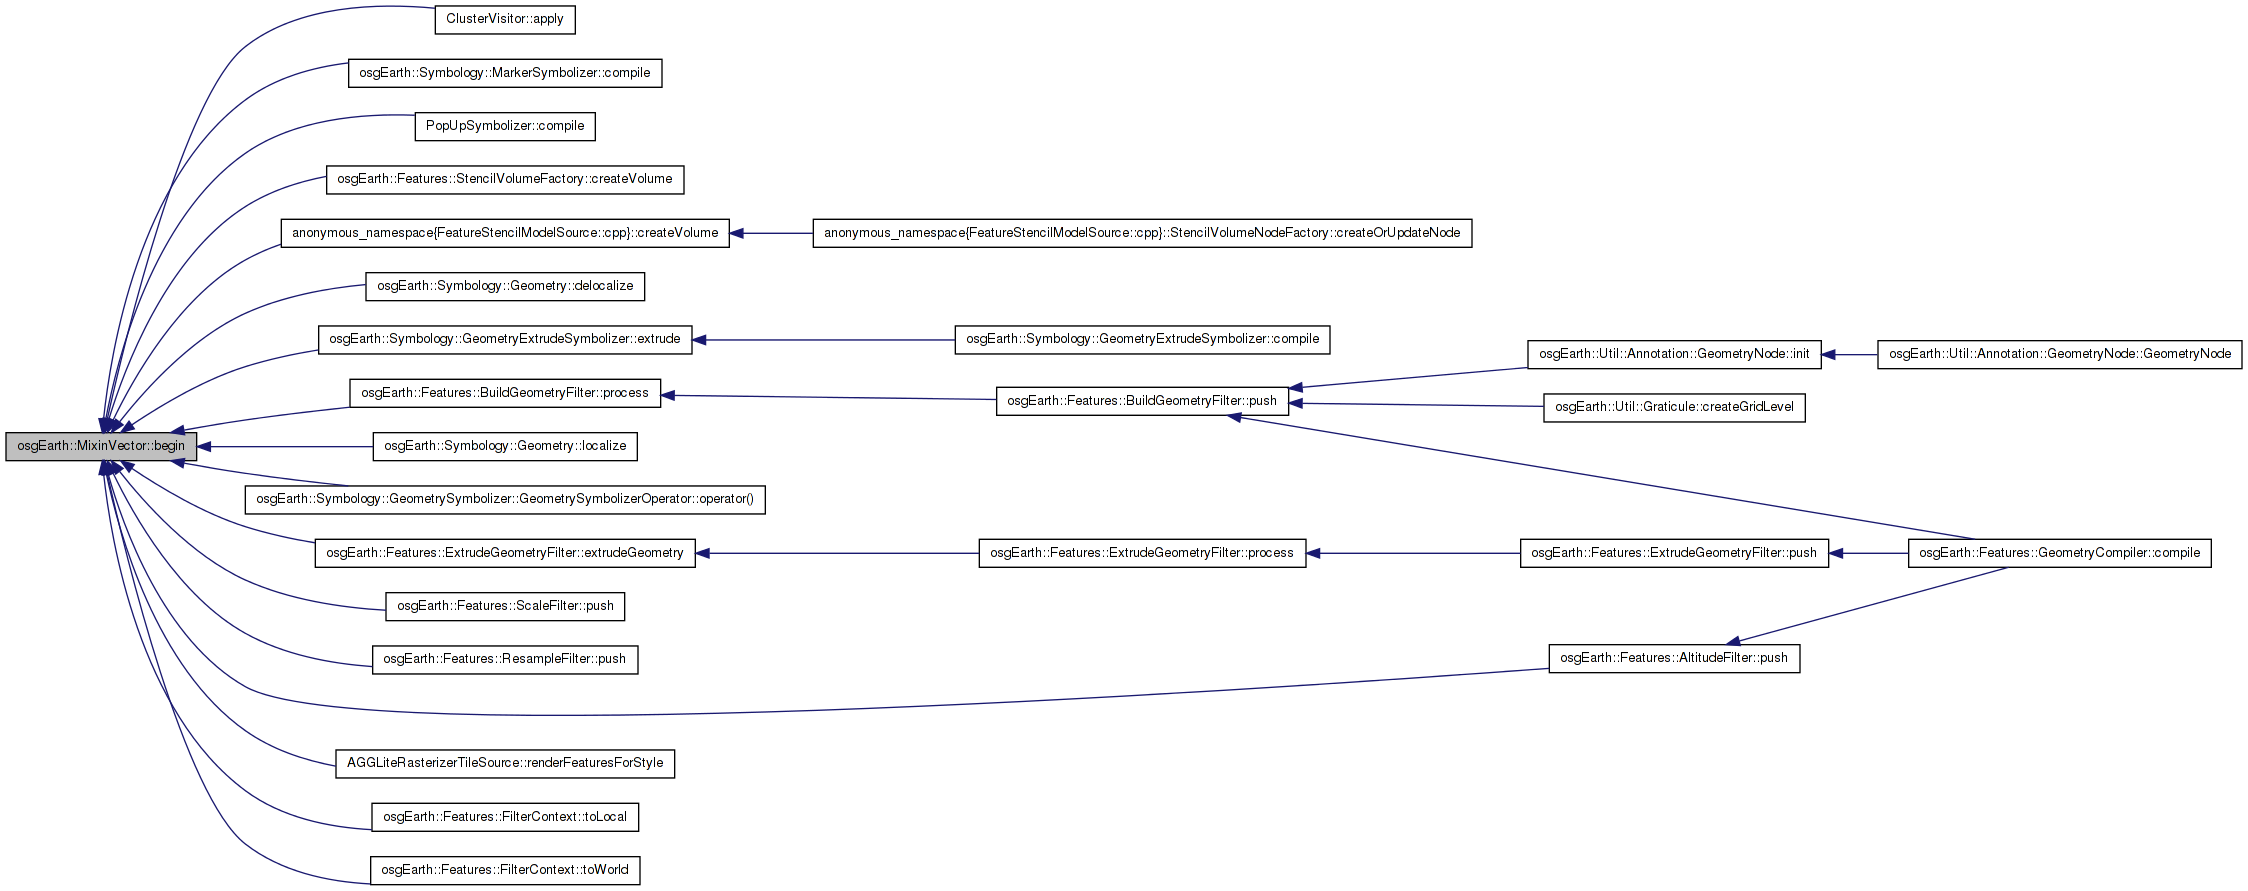 ClusterVisitor::apply
osgEarth::Symbology::MarkerSymbolizer::compile
PopUpSymbolizer::compile
osgEarth::Features::StencilVolumeFactory::createVolume
anonymous_namespace{FeatureStencilModelSource::cpp}::createVolume
anonymous_namespace{FeatureStencilModelSource::cpp}::StencilVolumeNodeFactory::createOrUpdateNode
osgEarth::Symbology::Geometry::delocalize
osgEarth::Symbology::GeometryExtrudeSymbolizer::extrude
osgEarth::Symbology::GeometryExtrudeSymbolizer::compile
osgEarth::Util::Annotation::GeometryNode::init
osgEarth::Util::Annotation::GeometryNode::GeometryNode
osgEarth::Features::BuildGeometryFilter::process
osgEarth::Features::BuildGeometryFilter::push
osgEarth::Util::Graticule::createGridLevel
osgEarth::MixinVector::begin
osgEarth::Symbology::Geometry::localize
osgEarth::Symbology::GeometrySymbolizer::GeometrySymbolizerOperator::operator()
osgEarth::Features::ExtrudeGeometryFilter::extrudeGeometry
osgEarth::Features::ExtrudeGeometryFilter::process
osgEarth::Features::ExtrudeGeometryFilter::push
osgEarth::Features::GeometryCompiler::compile
osgEarth::Features::ScaleFilter::push
osgEarth::Features::ResampleFilter::push
osgEarth::Features::AltitudeFilter::push
AGGLiteRasterizerTileSource::renderFeaturesForStyle
osgEarth::Features::FilterContext::toLocal
osgEarth::Features::FilterContext::toWorld